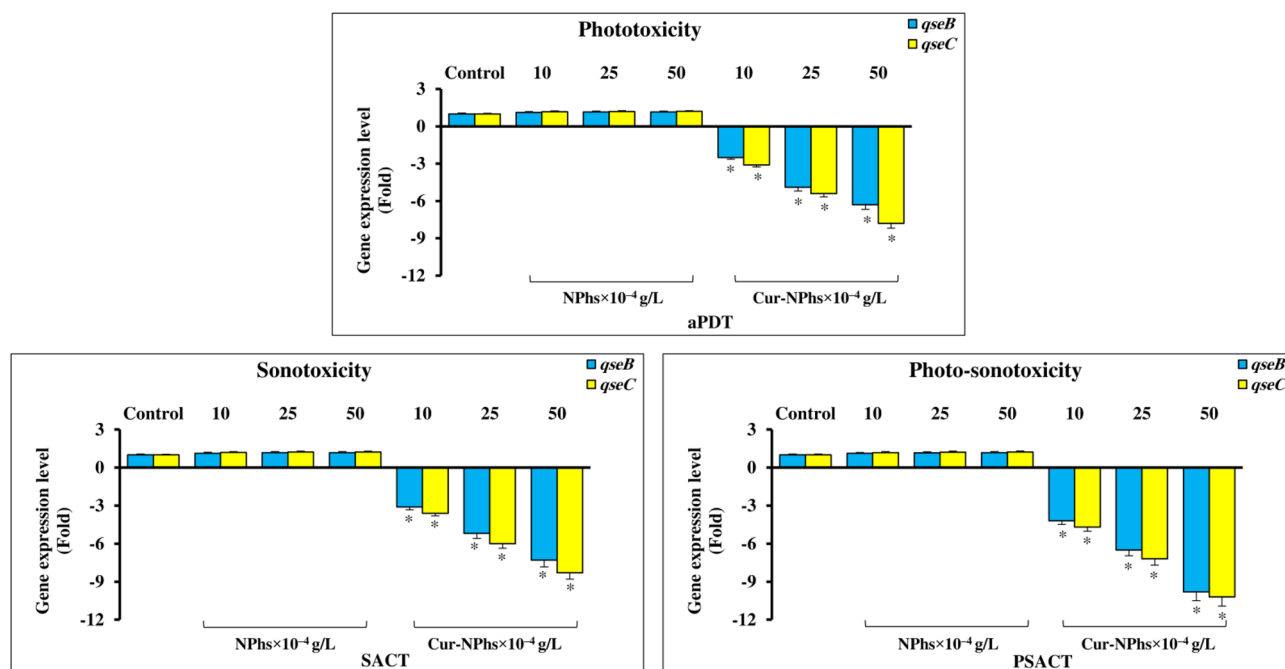 Phototoxicity
qseB
qseC
Control 10 25 50 10 25 50
Gene expression level
(Fold)
3
0
-3
-6
-9
-12
NPhs×10⁻⁴ g/L Cur-NPhs×10⁻⁴ g/L
aPDT
Sonotoxicity
qseB
qseC
Control 10 25 50 10 25 50
Gene expression level
(Fold)
3
0
-3
-6
-9
-12
* * * * * *
NPhs×10⁻⁴ g/L Cur-NPhs×10⁻⁴ g/L
SACT
Photo-sonotoxicity
qseB
qseC
Control 10 25 50 10 25 50
Gene expression level
(Fold)
3
0
-3
-6
-9
-12
* * * * * *
NPhs×10⁻⁴ g/L Cur-NPhs×10⁻⁴ g/L
PSACT